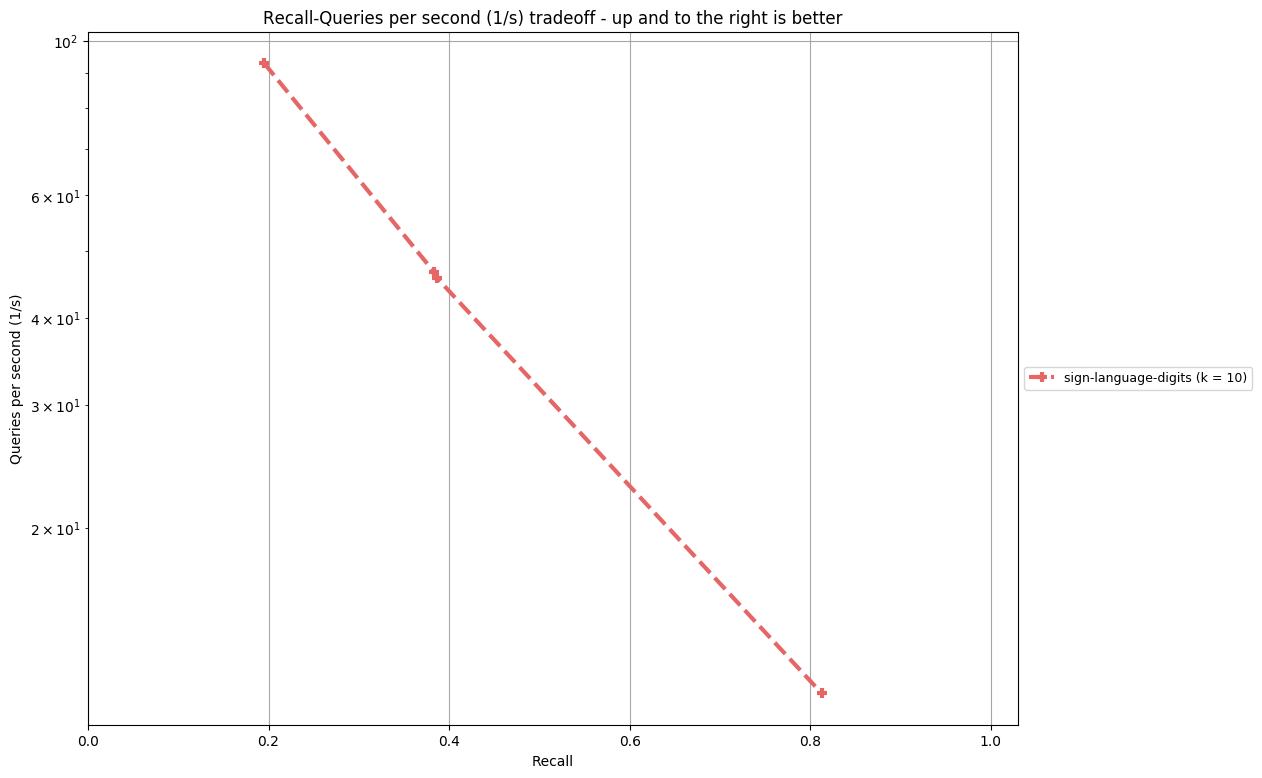 Recall-Queries per second (1/s) tradeoff - up and to the right is better
Queries per second (1/s)
10²
6 × 10¹
4 × 10¹
3 × 10¹
2 × 10¹
0.0 0.2 0.4 0.6 0.8 1.0
Recall
sign-language-digits (k = 10)